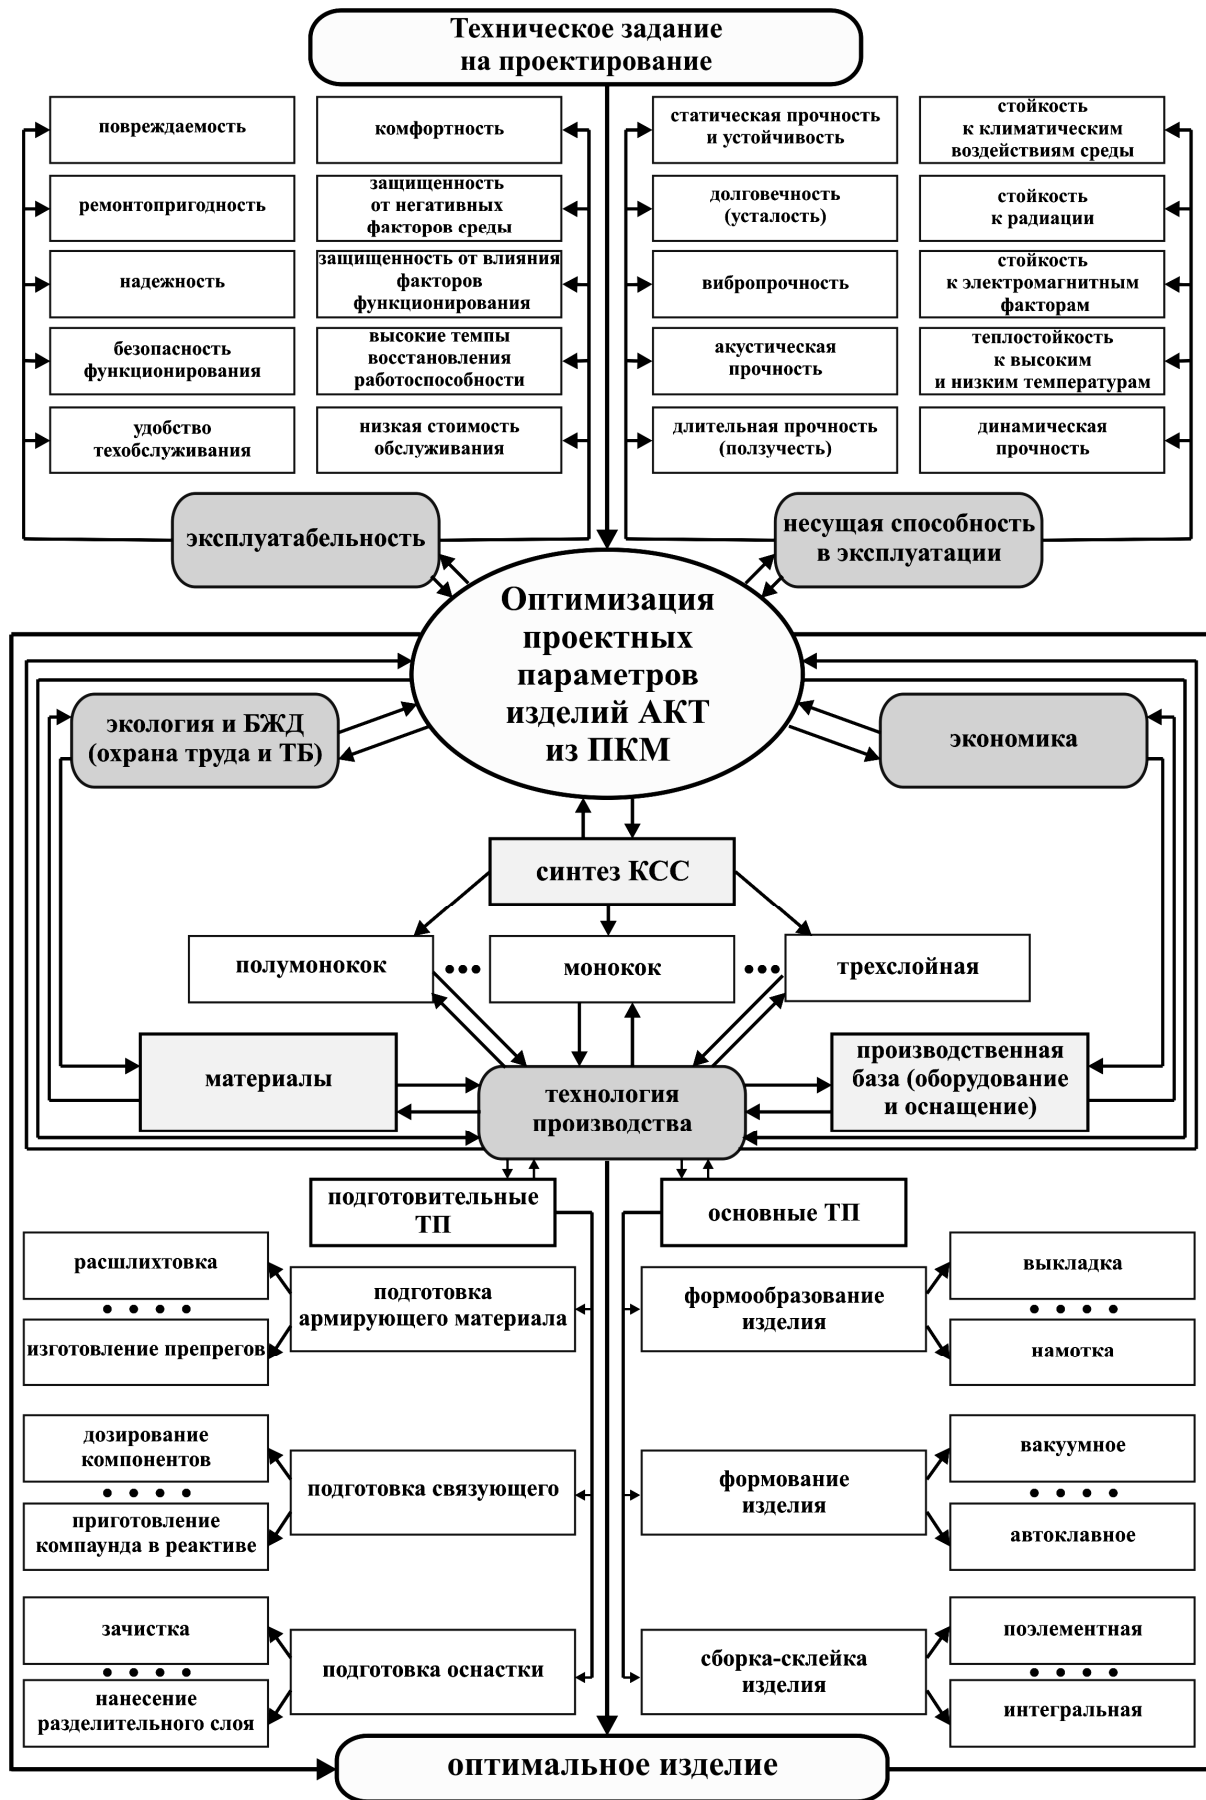 Техническое задание
на проектирование
повреждаемость
комфортность
статическая прочность
и устойчивость
стойкость
к климатическим
воздействиям среды
ремонтопригодность
защищенность
от негативных
факторов среды
долговечность
(усталость)
стойкость
к радиации
надежность
защищенность от влияния
факторов
функционирования
вибропрочность
стойкость
к электромагнитным
факторам
безопасность
функционирования
высокие темпы
восстановления
работоспособности
акустическая
прочность
теплостойкость
к высоким
и низким температурам
удобство
техобслуживания
низкая стоимость
обслуживания
длительная прочность
(ползучесть)
динамическая
прочность
эксплуатабельность
несущая способность
в эксплуатации
Оптимизация
проектных
параметров
изделий АКТ
из ПКМ
экология и БЖД
(охрана труда и ТБ)
экономика
синтез КСС
полумонокок
монокок
трехслойная
материалы
технология
производства
производственная
база (оборудование
и оснащение)
подготовительные
ТП
основные ТП
расшлихтовка
изготовление препрегов
подготовка
армирующего материала
формообразование
изделия
выкладка
намотка
дозирование
компонентов
приготовление
компаунда в реактиве
подготовка связующего
формование
изделия
вакуумное
автоклавное
зачистка
нанесение
разделительного слоя
подготовка оснастки
сборка-склейка
изделия
поэлементная
интегральная
оптимальное изделие